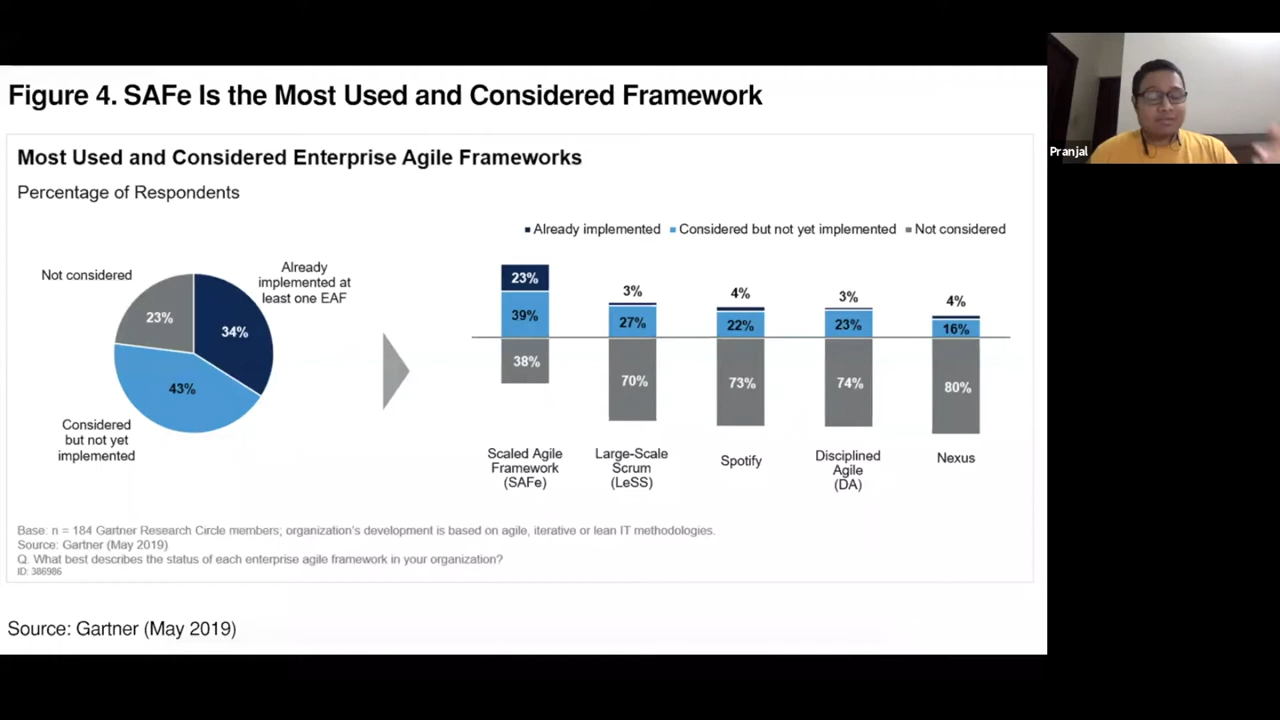 Figure 4. SAFe Is the Most Used and Considered Framework
Pranjal
Most Used and Considered Enterprise Agile Frameworks
Percentage of Respondents
Already implemented
Considered but not yet implemented
Not considered
Not considered
Already
implemented at
least one EAF
23%
34%
43%
Considered
but not yet
implemented
23%
39%
38%
3%
27%
70%
4%
22%
73%
3%
23%
74%
4%
16%
80%
Scaled Agile
Framework
(SAFe)
Large-Scale
Scrum
(LeSS)
Spotify
Disciplined
Agile
(DA)
Nexus
Base: n = 184 Gartner Research Circle members; organization's development is based on agile, iterative or lean IT methodologies.
Source: Gartner (May 2019)
Q. What best describes the status of each enterprise agile framework in your organization?
ID: 386986
Source: Gartner (May 2019)